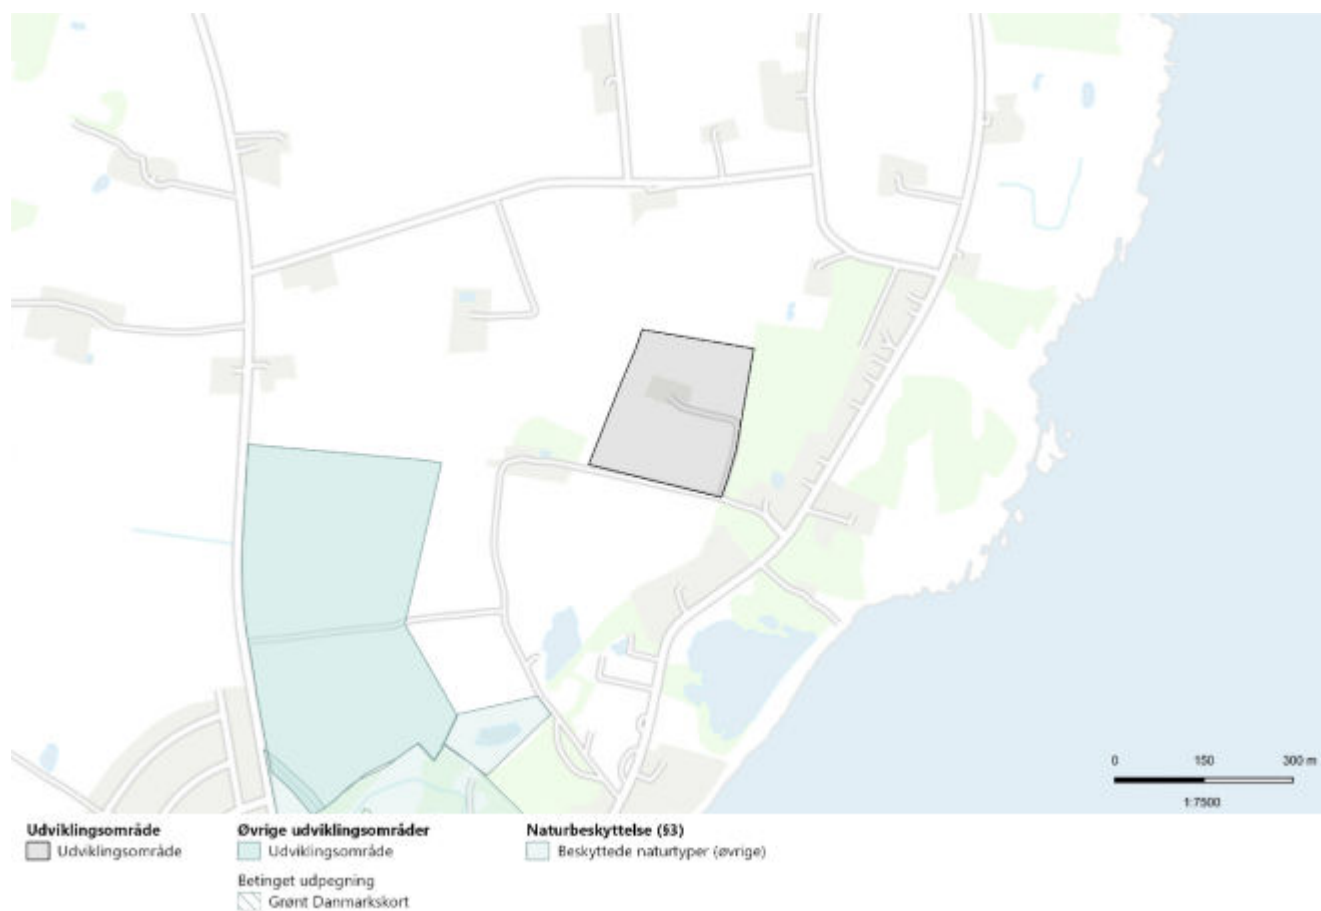 0 150 300 m
1:7500
Udviklingsområde
Udviklingsområde
Øvrige udviklingsområder
Udviklingsområde
Betinget udpegning
Grønt Danmarkskort
Naturbeskyttelse (§3)
Beskyttede naturtyper (øvrige)